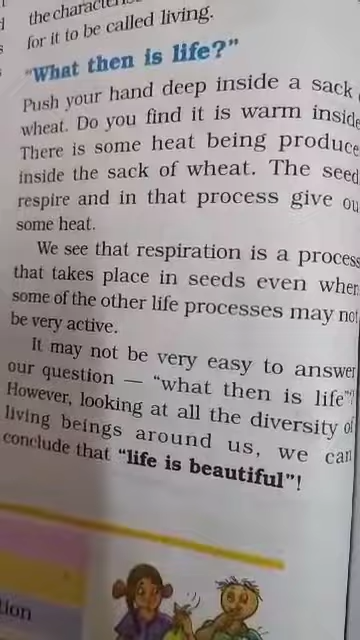 the
for it to be called living.
"What then is life?"
Push your hand deep inside a sack
wheat. Do you find it is warm inside
There is some heat being produce
inside the sack of wheat. The seed
respire and in that process give ou
some heat.
We see that respiration is a process
that takes place in seeds even when
some of the other life processes may not
be very active.
It may not be very easy to answer
our question — "what then is life"?
However, looking at all the diversity of
living beings around us, we can
conclude that "life is beautiful"!
tion